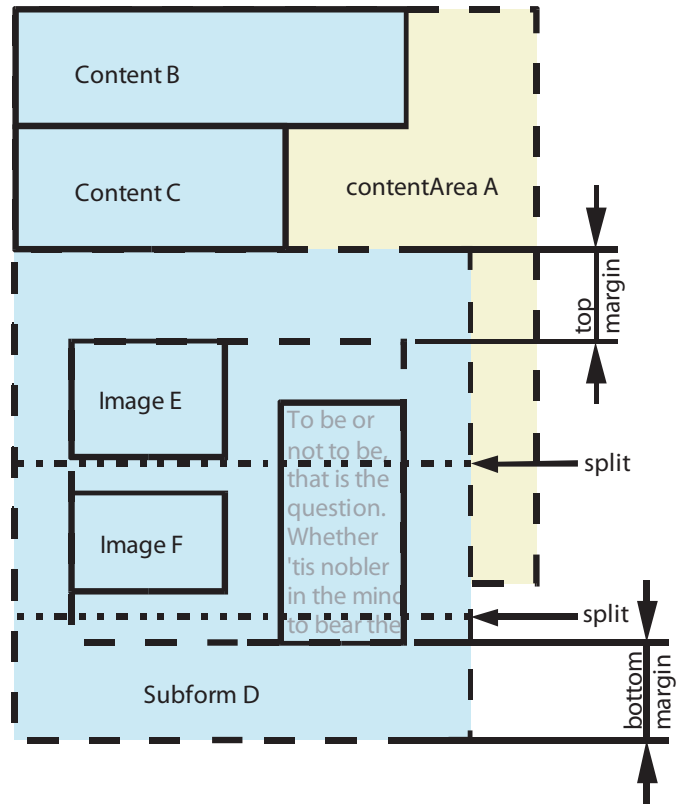 Content B
Content C
contentArea A
top
margin
Image E
To be or
not to be,
that is the
question.
Whether
'tis nobler
in the mind
to bear the
split
Image F
split
Subform D
bottom
margin